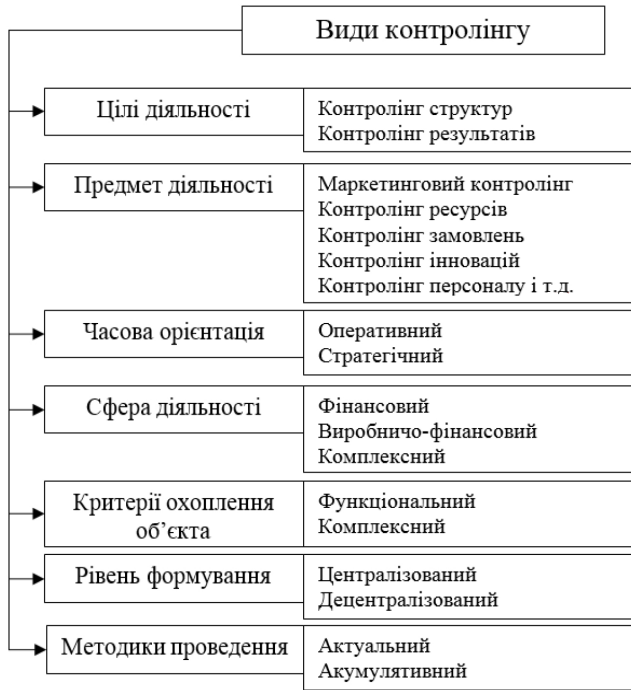 Види контролінгу
Цілі діяльності
Контролінг структур
Контролінг результатів
Предмет діяльності
Маркетинговий контролінг
Контролінг ресурсів
Контролінг замовлень
Контролінг інновацій
Контролінг персоналу і т.д.
Часова орієнтація
Оперативний
Стратегічний
Сфера діяльності
Фінансовий
Виробничо-фінансовий
Комплексний
Критерії охоплення
об’єкта
Функціональний
Комплексний
Рівень формування
Централізований
Децентралізований
Методики проведення
Актуальний
Акумулятивний